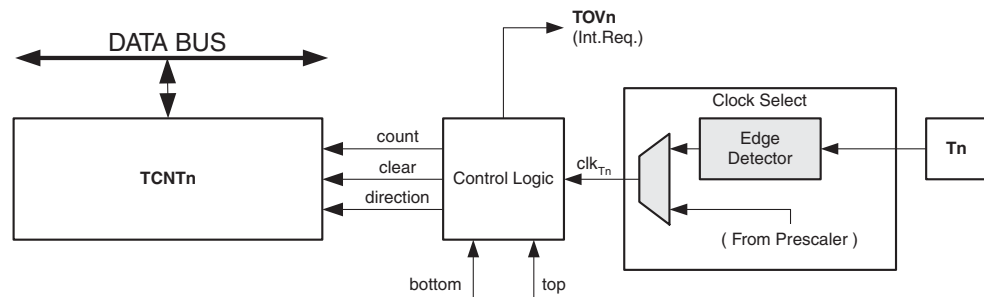 TOVn
(Int.Req.)
DATA BUS
Clock Select
count
Edge
Detector
Tn
TCNTn
clear
Control Logic
clkTn
direction
( From Prescaler )
bottom
top